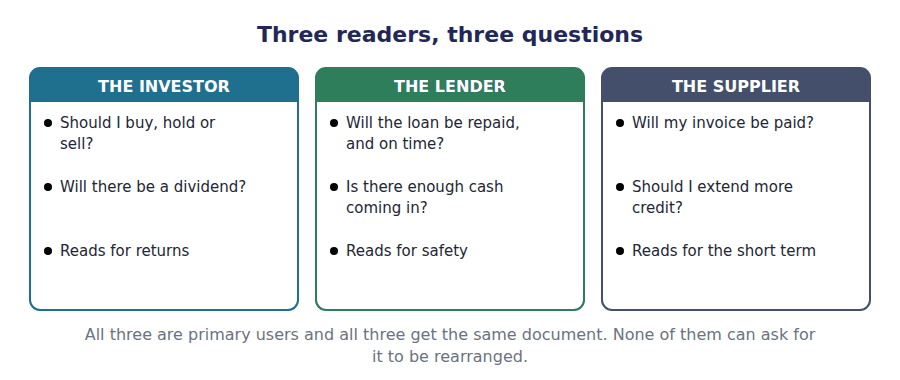 Three readers, three questions
THE INVESTOR
Should I buy, hold or
sell?
Will there be a dividend?
Reads for returns
THE LENDER
Will the loan be repaid,
and on time?
Is there enough cash
coming in?
Reads for safety
THE SUPPLIER
Will my invoice be paid?
Should I extend more
credit?
Reads for the short term
All three are primary users and all three get the same document. None of them can ask for
it to be rearranged.